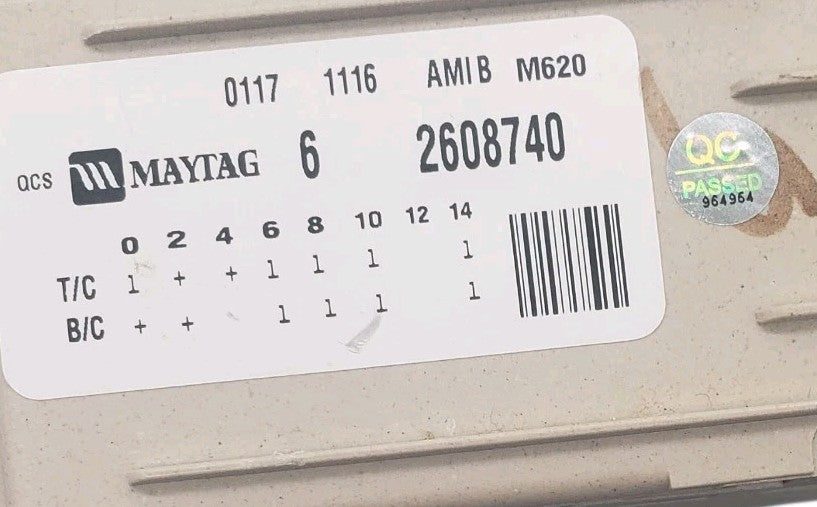 0117 1116 AMIB M620
QCS MAYTAG 6 2608740
0 2 4 6 8 10 12 14
T/C 1 + + 1 1 1 1
B/C + + 1 1 1 1
QC
PASSED
964964